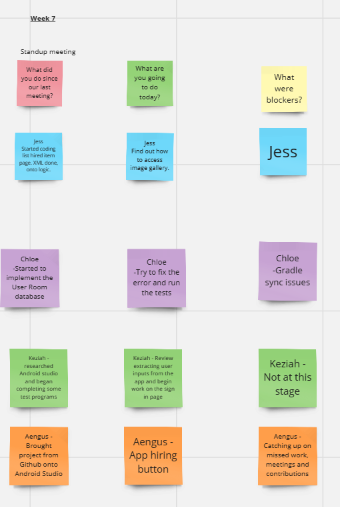 Week 7
Standup meeting
What did
you do since
our last
meeting?
What are
you going
to do
today?
What
were
blockers?
Jess
Started coding
list hired item
page. XML done,
onto logic.
Jess
Find out how
to access
image gallery.
Jess
Chloe
-Started to
implement the
User Room
database
Chloe
-Try to fix the
error and run
the tests
Chloe
-Gradle
sync issues
Keziah -
researched
Android studio
and began
completing some
test programs
Keziah - Review
extracting user
inputs from the
app and begin
work on the sign
in page
Keziah -
Not at this
stage
Aengus -
Brought
project from
Github onto
Android Studio
Aengus -
App hiring
button
Aengus -
Catching up on
missed work,
meetings and
contributions